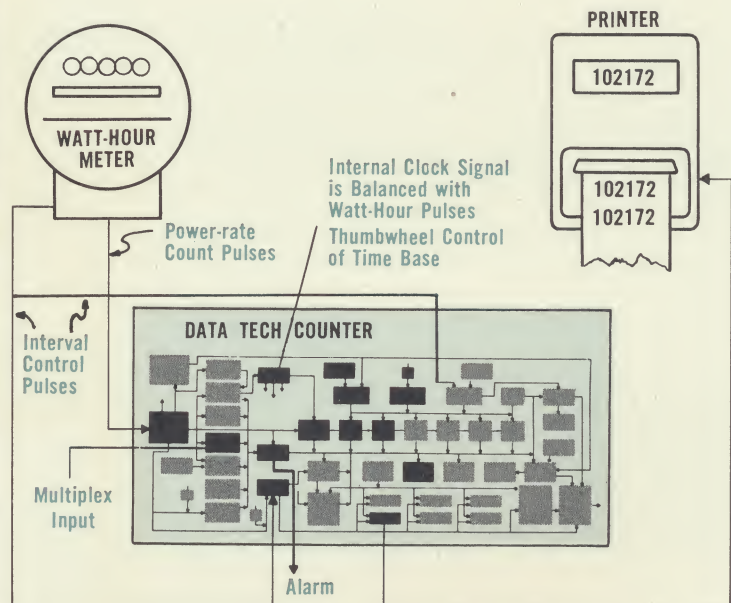 PRINTER
102172
WATT-HOUR
METER
Internal Clock Signal
is Balanced with
Watt-Hour Pulses
Thumbwheel Control
of Time Base
102172
102172
Power-rate
Count Pulses
Interval
Control
Pulses
DATA TECH COUNTER
Multiplex
Input
Alarm